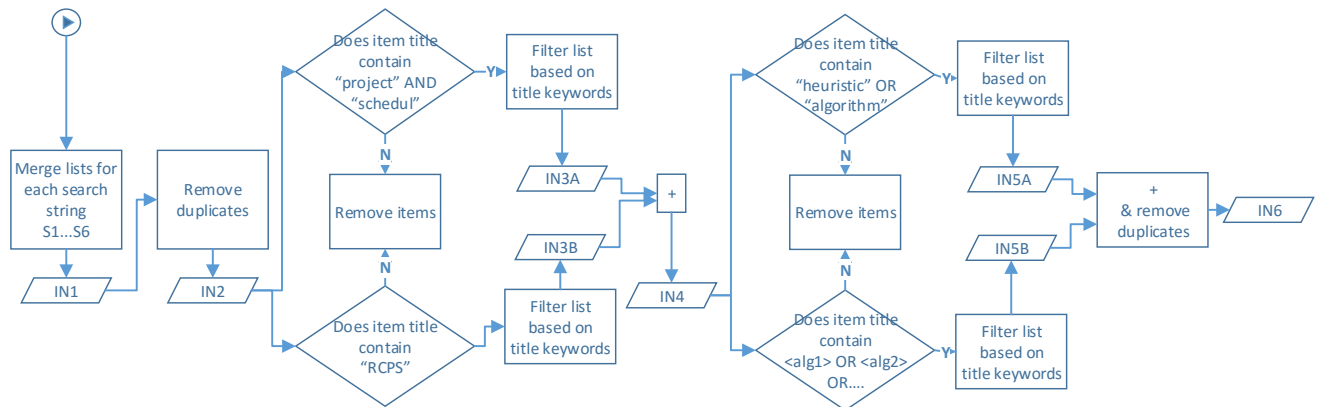 Merge lists for
each search
string
S1...S6
IN1
Remove
duplicates
IN2
Does item title
contain
“project” AND
“schedul”
Y
Filter list
based on
title keywords
N
Remove items
N
Does item title
contain
“RCPS”
IN3A
+
IN3B
Filter list
based on
title keywords
IN4
Does item title
contain
“heuristic” OR
“algorithm”
Y
Filter list
based on
title keywords
N
Remove items
N
Does item title
contain
<alg1> OR <alg2>
OR....
Y
Filter list
based on
title keywords
IN5A
IN5B
+
& remove
duplicates
IN6